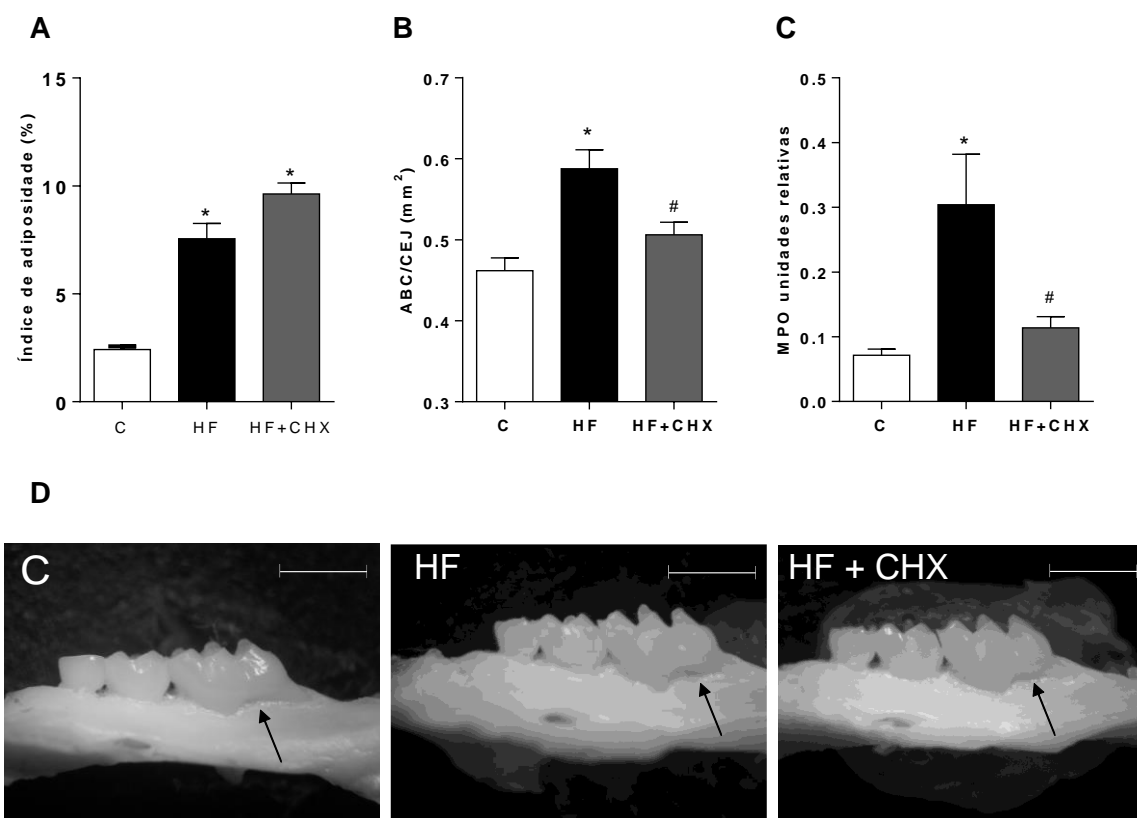 A
Índice de adiposidade (%)
15
10
5
0
*
*
C
HF
HF+CHX
B
ABC/CEJ (mm²)
0.7
0.6
0.5
0.4
0.3
*
#
C
HF
HF+CHX
C
MPO unidades relativas
0.5
0.4
0.3
0.2
0.1
0.0
*
#
C
HF
HF+CHX
D
C
HF
HF + CHX